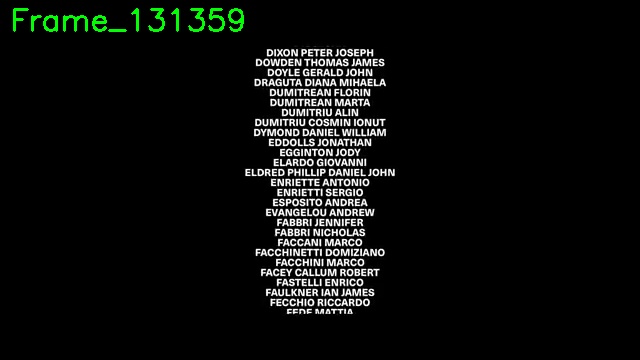 Frame_131359
DIXON PETER JOSEPH
DOWDEN THOMAS JAMES
DOYLE GERALD JOHN
DRAGUTA DIANA MIHAELA
DUMITREAN FLORIN
DUMITREAN MARTA
DUMITRIU ALIN
DUMITRIU COSMIN IONUT
DYMOND DANIEL WILLIAM
EDDOLLS JONATHAN
EGGINTON JODY
ELARDO GIOVANNI
ELDRED PHILLIP DANIEL JOHN
ENRIETTE ANTONIO
ENRIETTI SERGIO
ESPOSITO ANDREA
EVANGELOU ANDREW
FABBRI JENNIFER
FABBRI NICHOLAS
FACCANI MARCO
FACCHINETTI DOMIZIANO
FACCHINI MARCO
FACEY CALLUM ROBERT
FASTELLI ENRICO
FAULKNER IAN JAMES
FECCHIO RICCARDO
FEDE MATTIA